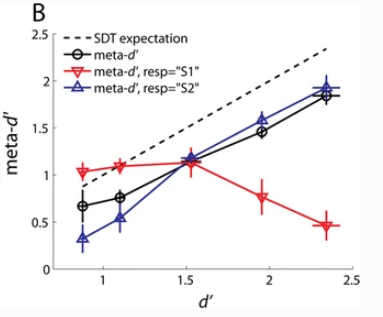 B
2.5
2
1.5
1
0.5
0
meta-d'
SDT expectation
meta-d'
meta-d', resp="S1"
meta-d', resp="S2"
1
1.5
2
2.5
d'